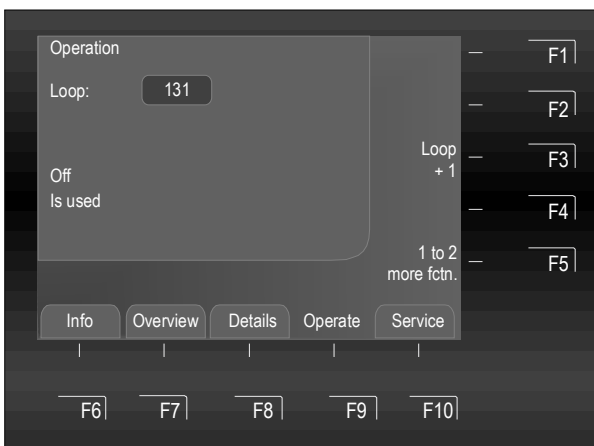 Operation
F1
Loop: 131
F2
Loop
+ 1
F3
Off
Is used
F4
1 to 2
more fctn.
F5
Info Overview Details Operate Service
F6 F7 F8 F9 F10